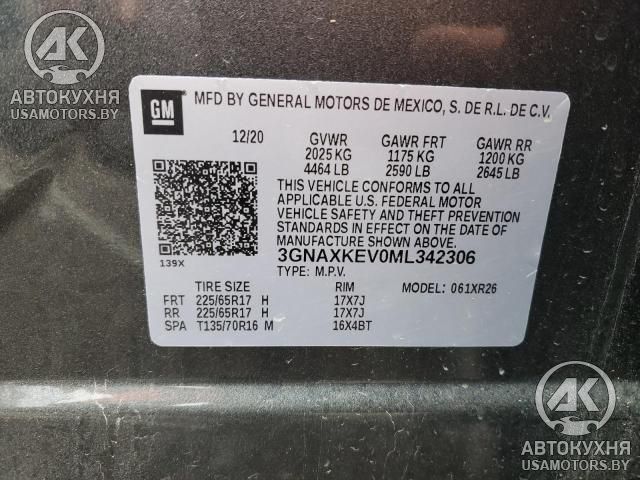 АК
АВТОКУХНЯ
USAMOTORS.BY
GM
MFD BY GENERAL MOTORS DE MEXICO, S. DE R.L. DE C.V.
12/20 GVWR GAWR FRT GAWR RR
2025 KG 1175 KG 1200 KG
4464 LB 2590 LB 2645 LB
THIS VEHICLE CONFORMS TO ALL
APPLICABLE U.S. FEDERAL MOTOR
VEHICLE SAFETY AND THEFT PREVENTION
STANDARDS IN EFFECT ON THE DATE OF
MANUFACTURE SHOWN ABOVE.
139X 3GNAXKEV0ML342306
TYPE: M.P.V.
TIRE SIZE RIM MODEL: 061XR26
FRT 225/65R17 H 17X7J
RR 225/65R17 H 17X7J
SPA T135/70R16 M 16X4BT
АК
АВТОКУХНЯ
USAMOTORS.BY